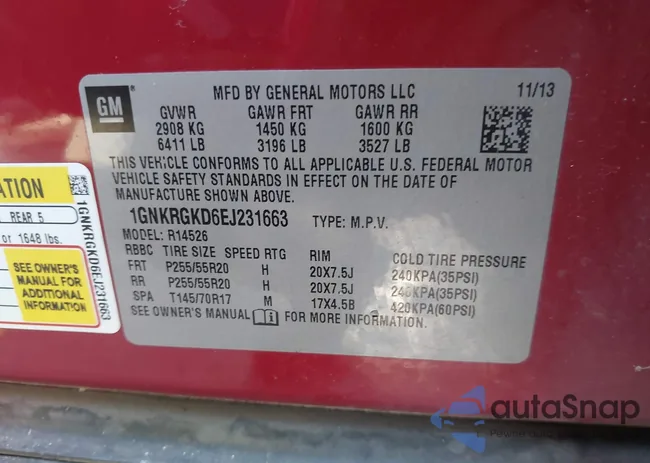 GM
MFD BY GENERAL MOTORS LLC 11/13
GVWR GAWR FRT GAWR RR
2908 KG 1450 KG 1600 KG
6411 LB 3196 LB 3527 LB
THIS VEHICLE CONFORMS TO ALL APPLICABLE U.S. FEDERAL MOTOR
VEHICLE SAFETY STANDARDS IN EFFECT ON THE DATE OF
MANUFACTURE SHOWN ABOVE.
1GNKRGKD6EJ231663 TYPE: M.P.V.
MODEL: R14526
RBBC TIRE SIZE SPEED RTG RIM COLD TIRE PRESSURE
FRT P255/55R20 H 20X7.5J 240KPA(35PSI)
RR P255/55R20 H 20X7.5J 240KPA(35PSI)
SPA T145/70R17 M 17X4.5B 420KPA(60PSI)
SEE OWNER'S MANUAL i FOR MORE INFORMATION.
ATION
REAR 5
or 1648 lbs.
SEE OWNER'S
MANUAL FOR
ADDITIONAL
INFORMATION
1GNKRGKD6EJ231663
autaSnap